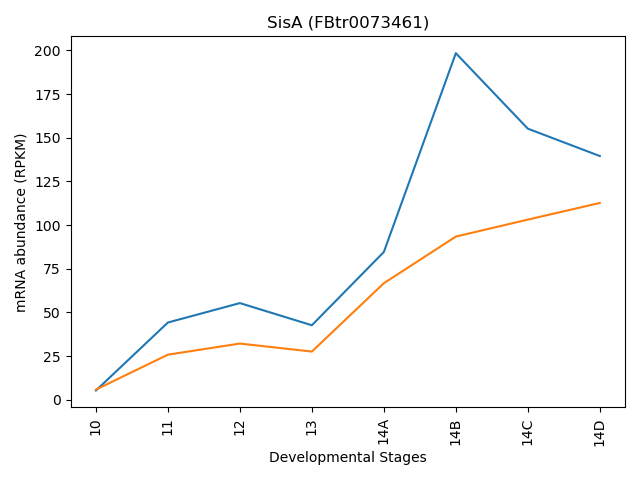 SisA (FBtr0073461)
mRNA abundance (RPKM)
200
175
150
125
100
75
50
25
0
10
11
12
13
14A
14B
14C
14D
Developmental Stages